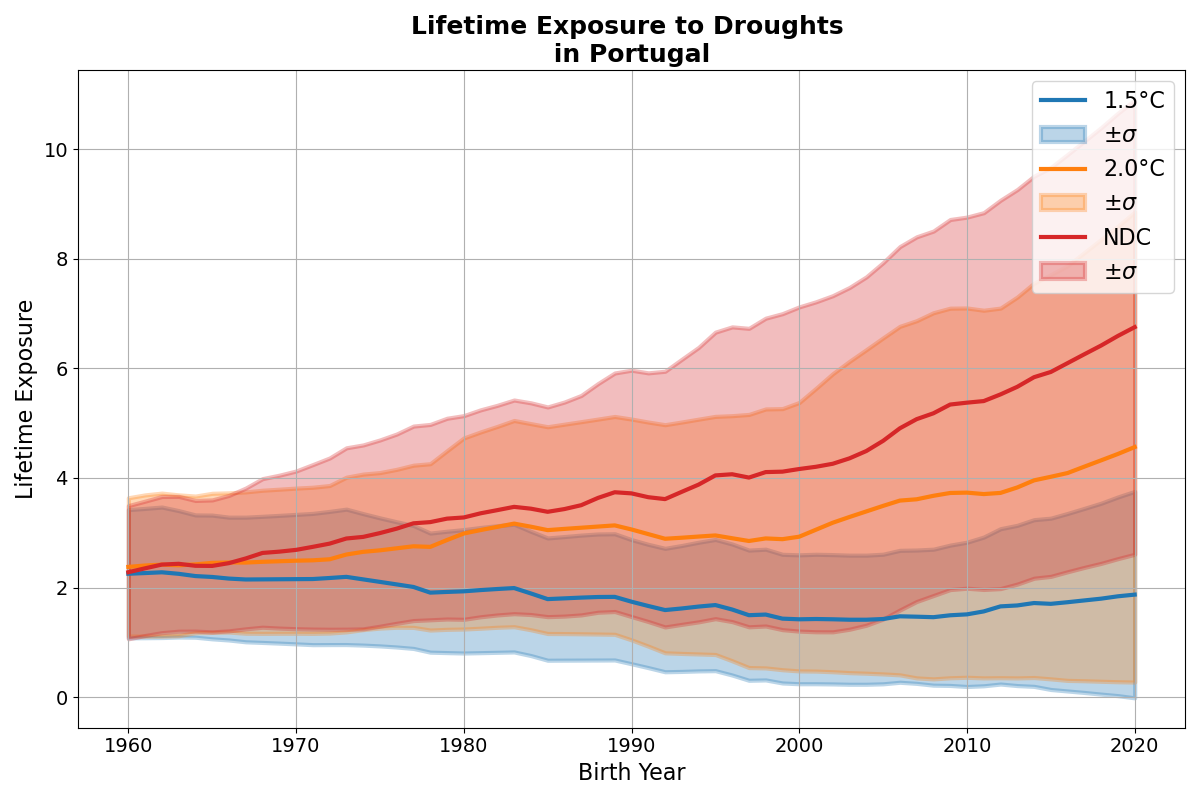 Lifetime Exposure to Droughts
in Portugal
Lifetime Exposure
10
8
6
4
2
0
1960
1970
1980
1990
2000
2010
2020
Birth Year
1.5°C
±σ
2.0°C
±σ
NDC
±σ